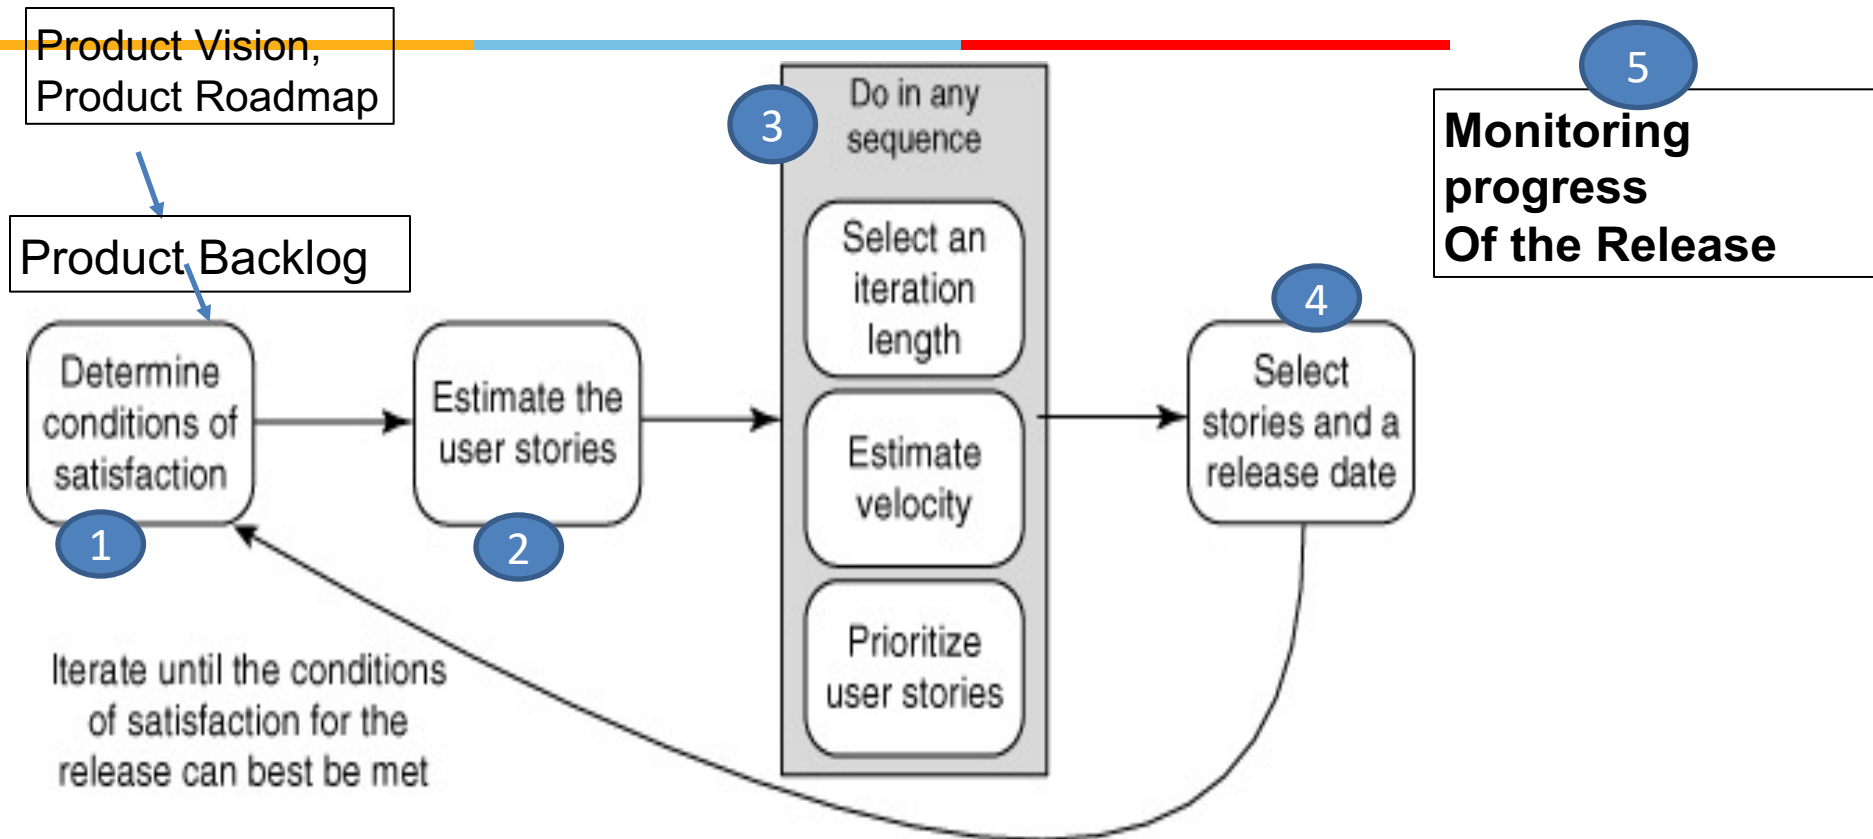 Product Vision,
Product Roadmap
Product Backlog
Determine
conditions of
satisfaction
1
Estimate the
user stories
2
3
Do in any
sequence
Select an
iteration
length
Estimate
velocity
Prioritize
user stories
4
Select
stories and a
release date
5
Monitoring
progress
Of the Release
Iterate until the conditions
of satisfaction for the
release can best be met